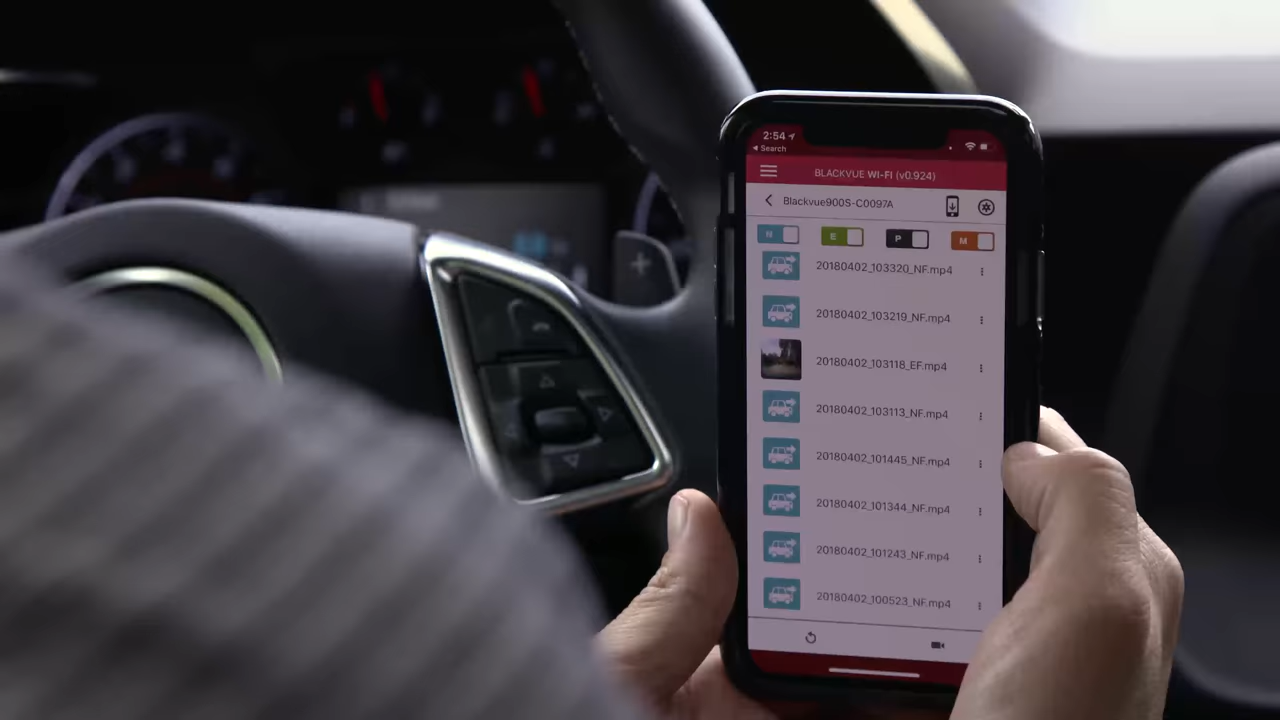 2:54
Search
BLACKVUE WI-FI (v0.924)
Blackvue900S-C0097A
N E P M
20180402_103320_NF.mp4
20180402_103219_NF.mp4
20180402_103118_EF.mp4
20180402_103113_NF.mp4
20180402_101445_NF.mp4
20180402_101344_NF.mp4
20180402_101243_NF.mp4
20180402_100523_NF.mp4